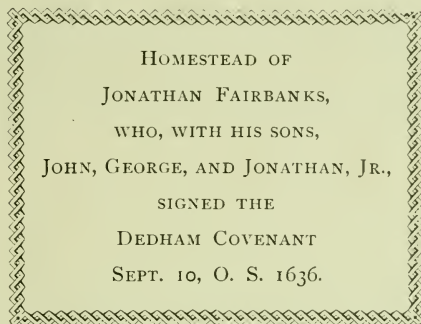 Homestead of
Jonathan Fairbanks,
who, with his sons,
John, George, and Jonathan, Jr.,
signed the
Dedham Covenant
Sept. 10, O. S. 1636.